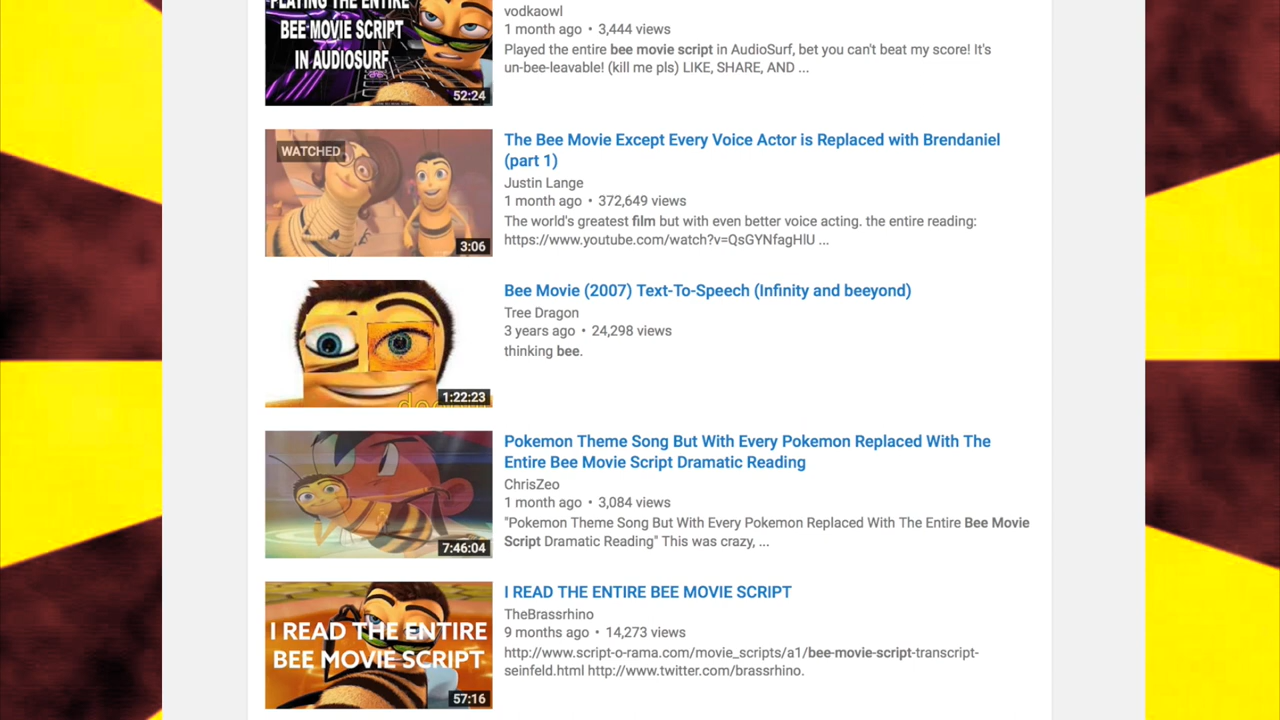 PLAYING THE ENTIRE
BEE MOVIE SCRIPT
IN AUDIOSURF
52:24
vodkaowl
1 month ago • 3,444 views
Played the entire bee movie script in AudioSurf, bet you can't beat my score! It's
un-bee-leavable! (kill me pls) LIKE, SHARE, AND ...
WATCHED
3:06
The Bee Movie Except Every Voice Actor is Replaced with Brendaniel
(part 1)
Justin Lange
1 month ago • 372,649 views
The world's greatest film but with even better voice acting. the entire reading:
https://www.youtube.com/watch?v=QsGYNfagHlU ...
1:22:23
Bee Movie (2007) Text-To-Speech (Infinity and beeyond)
Tree Dragon
3 years ago • 24,298 views
thinking bee.
7:46:04
Pokemon Theme Song But With Every Pokemon Replaced With The
Entire Bee Movie Script Dramatic Reading
ChrisZeo
1 month ago • 3,084 views
"Pokemon Theme Song But With Every Pokemon Replaced With The Entire Bee Movie
Script Dramatic Reading" This was crazy, ...
I READ THE ENTIRE
BEE MOVIE SCRIPT
57:16
I READ THE ENTIRE BEE MOVIE SCRIPT
TheBrassrhino
9 months ago • 14,273 views
http://www.script-o-rama.com/movie_scripts/a1/bee-movie-script-transcript-
seinfeld.html http://www.twitter.com/brassrhino.